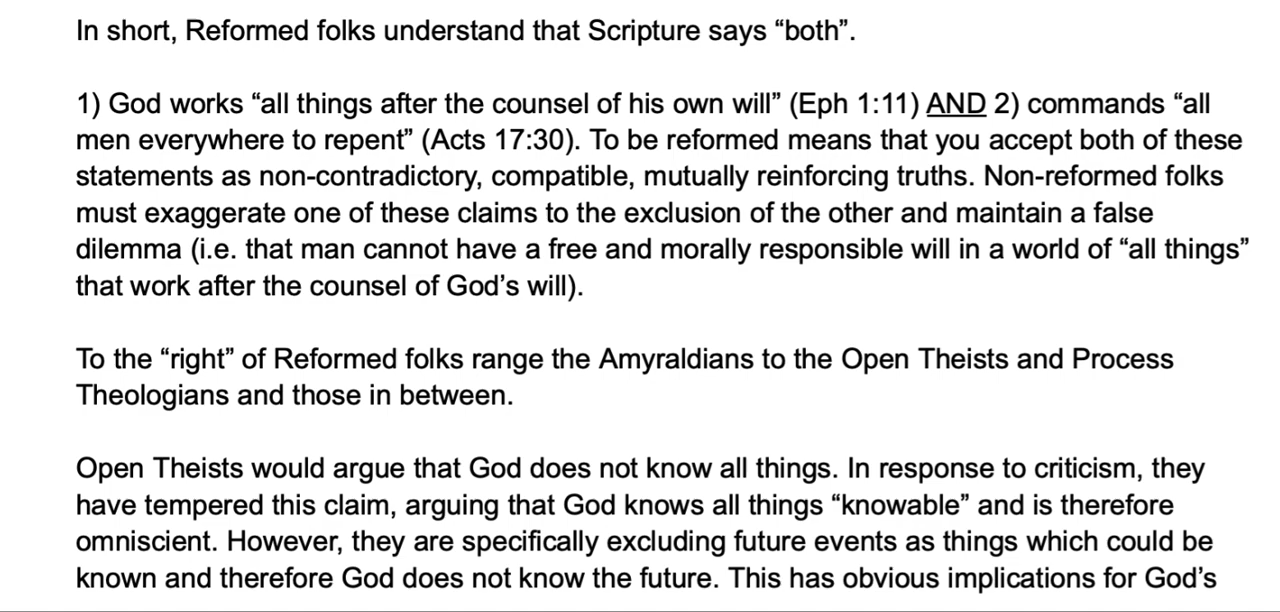 In short, Reformed folks understand that Scripture says “both”.
1) God works “all things after the counsel of his own will” (Eph 1:11) AND 2) commands “all
men everywhere to repent” (Acts 17:30). To be reformed means that you accept both of these
statements as non-contradictory, compatible, mutually reinforcing truths. Non-reformed folks
must exaggerate one of these claims to the exclusion of the other and maintain a false
dilemma (i.e. that man cannot have a free and morally responsible will in a world of “all things”
that work after the counsel of God’s will).
To the “right” of Reformed folks range the Amyraldians to the Open Theists and Process
Theologians and those in between.
Open Theists would argue that God does not know all things. In response to criticism, they
have tempered this claim, arguing that God knows all things “knowable” and is therefore
omniscient. However, they are specifically excluding future events as things which could be
known and therefore God does not know the future. This has obvious implications for God’s